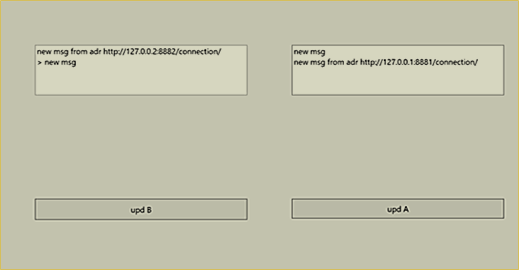 new msg from adr http://127.0.0.2:8882/connection/
> new msg
new msg
new msg from adr http://127.0.0.1:8881/connection/
upd B
upd A